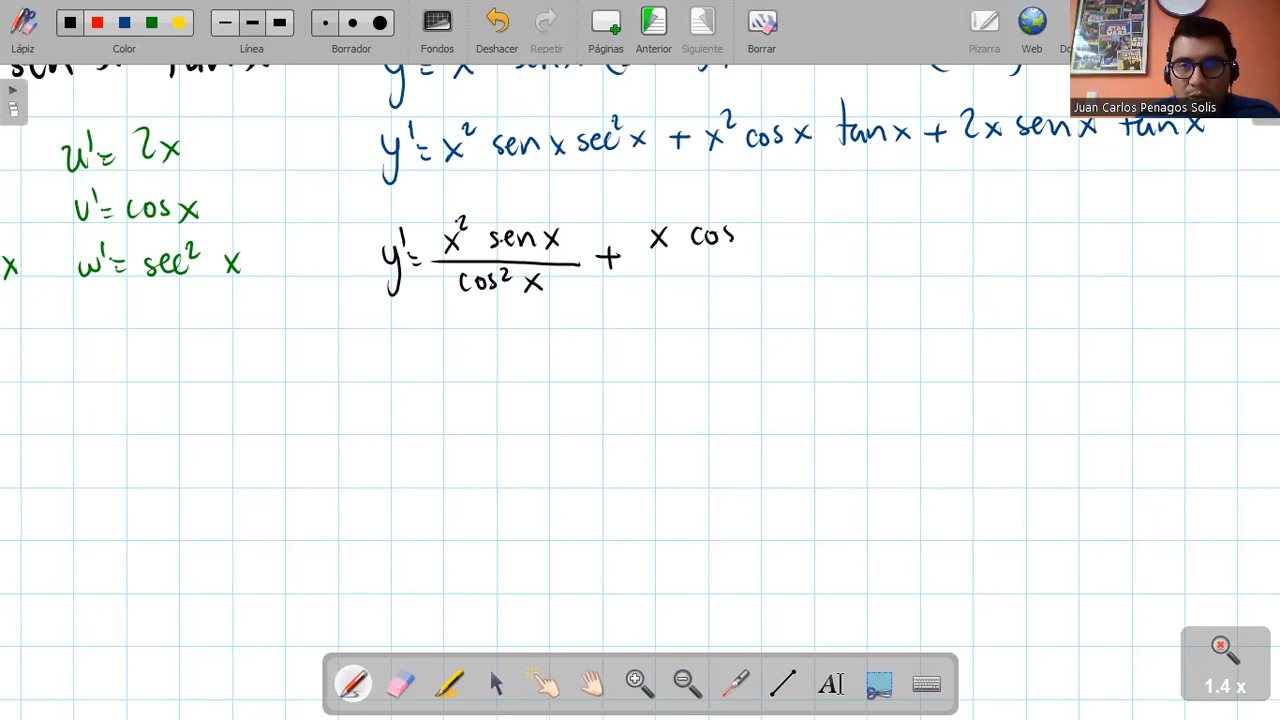 Lápiz Color Línea Borrador Fondos Deshacer Repetir Páginas Anterior Siguiente Borrar Pizarra Web
Juan Carlos Penagos Solis
y' = x² sen x sec² x + x² cos x tan x + 2x sen x tan x
u' = 2x
v' = cos x
x w' = sec² x
y' = x² sen x / cos² x + x cos
1.4 x